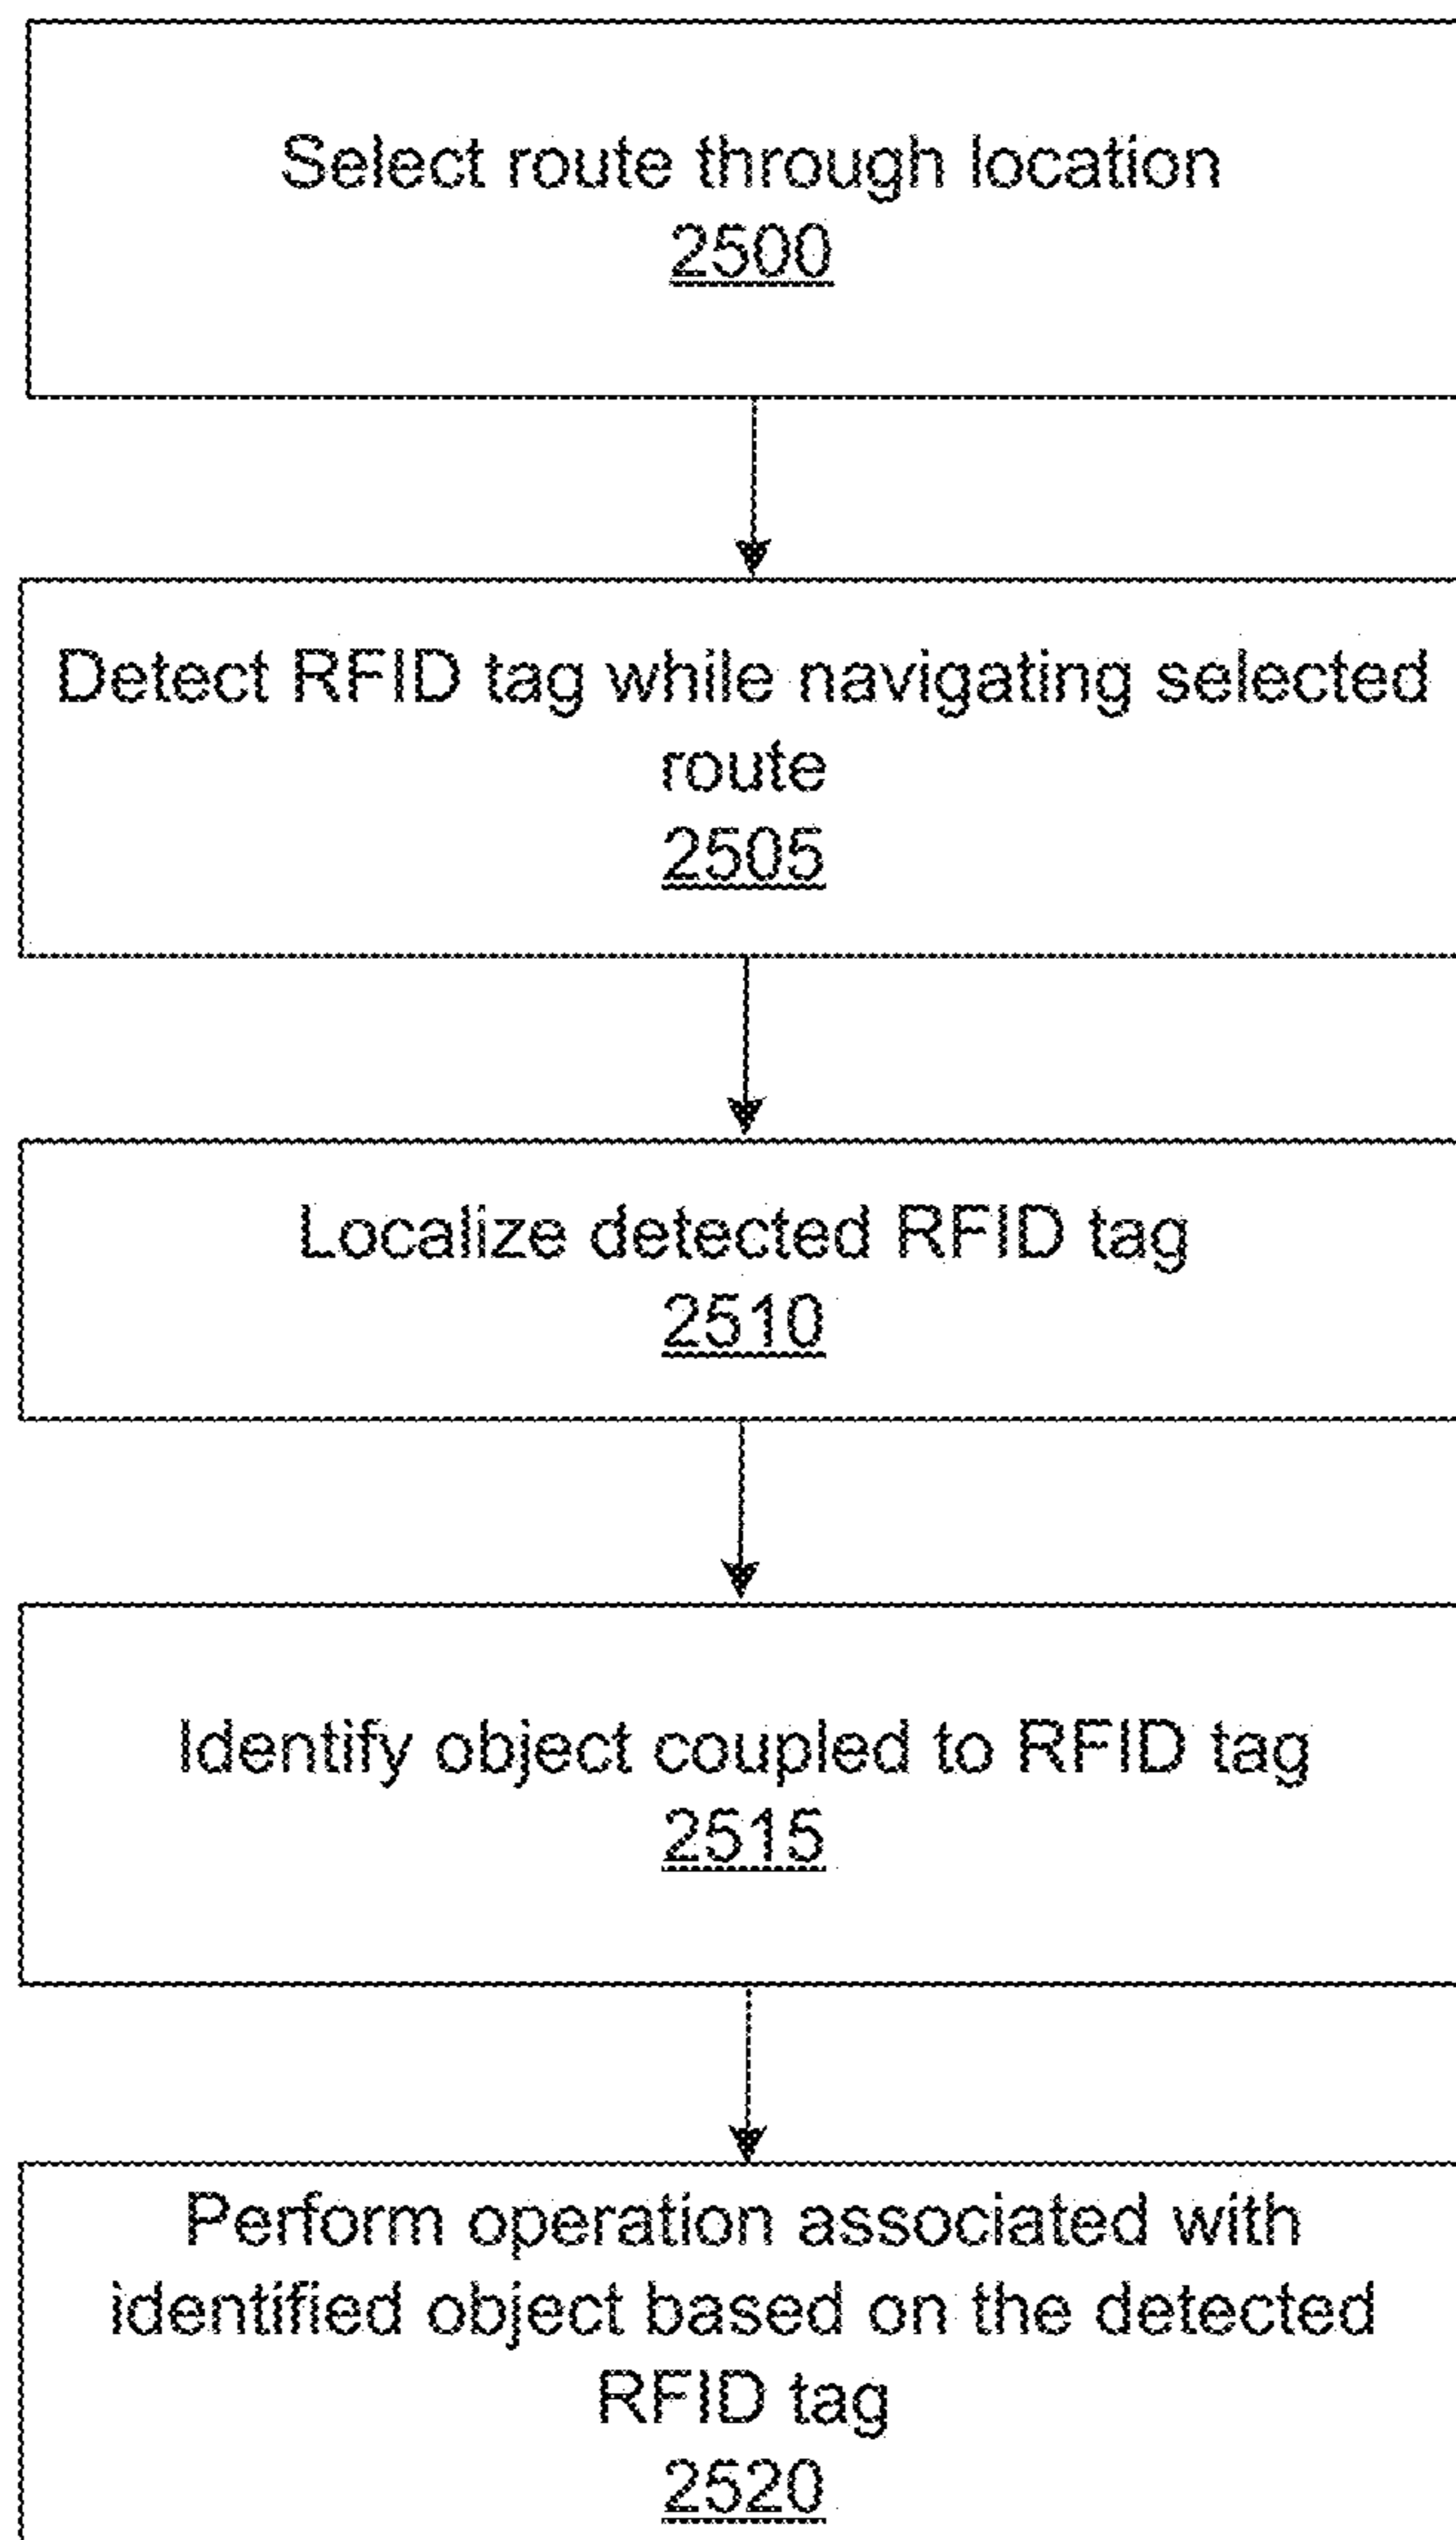 Select route through location
2500
Detect RFID tag while navigating selected
route
2505
Localize detected RFID tag
2510
Identify object coupled to RFID tag
2515
Perform operation associated with
identified object based on the detected
RFID tag
2520